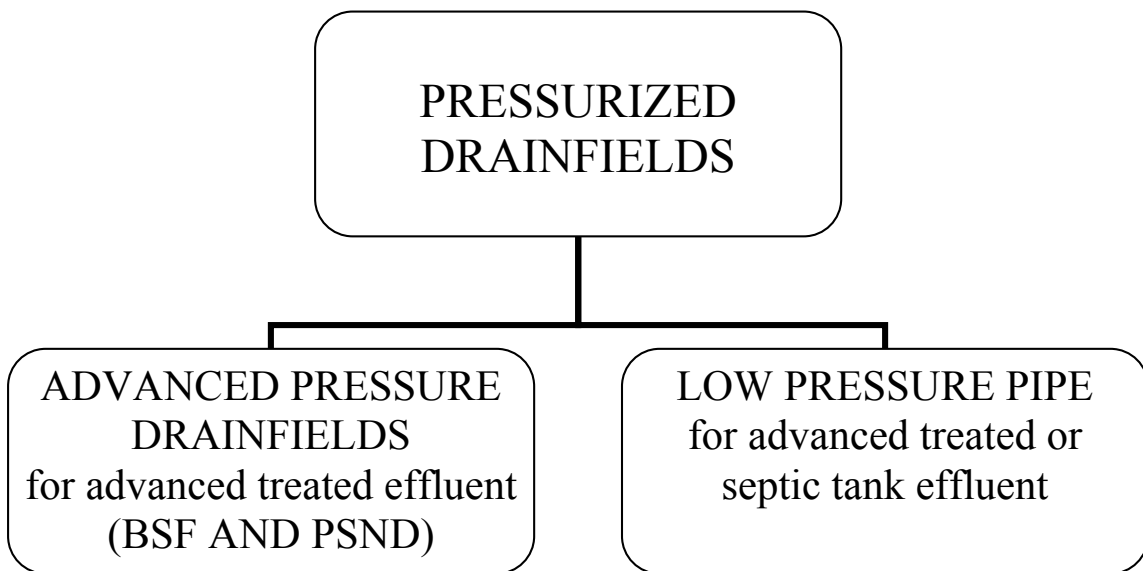 PRESSURIZED
DRAINFIELDS
ADVANCED PRESSURE
DRAINFIELDS
for advanced treated effluent
(BSF AND PSND)
LOW PRESSURE PIPE
for advanced treated or
septic tank effluent